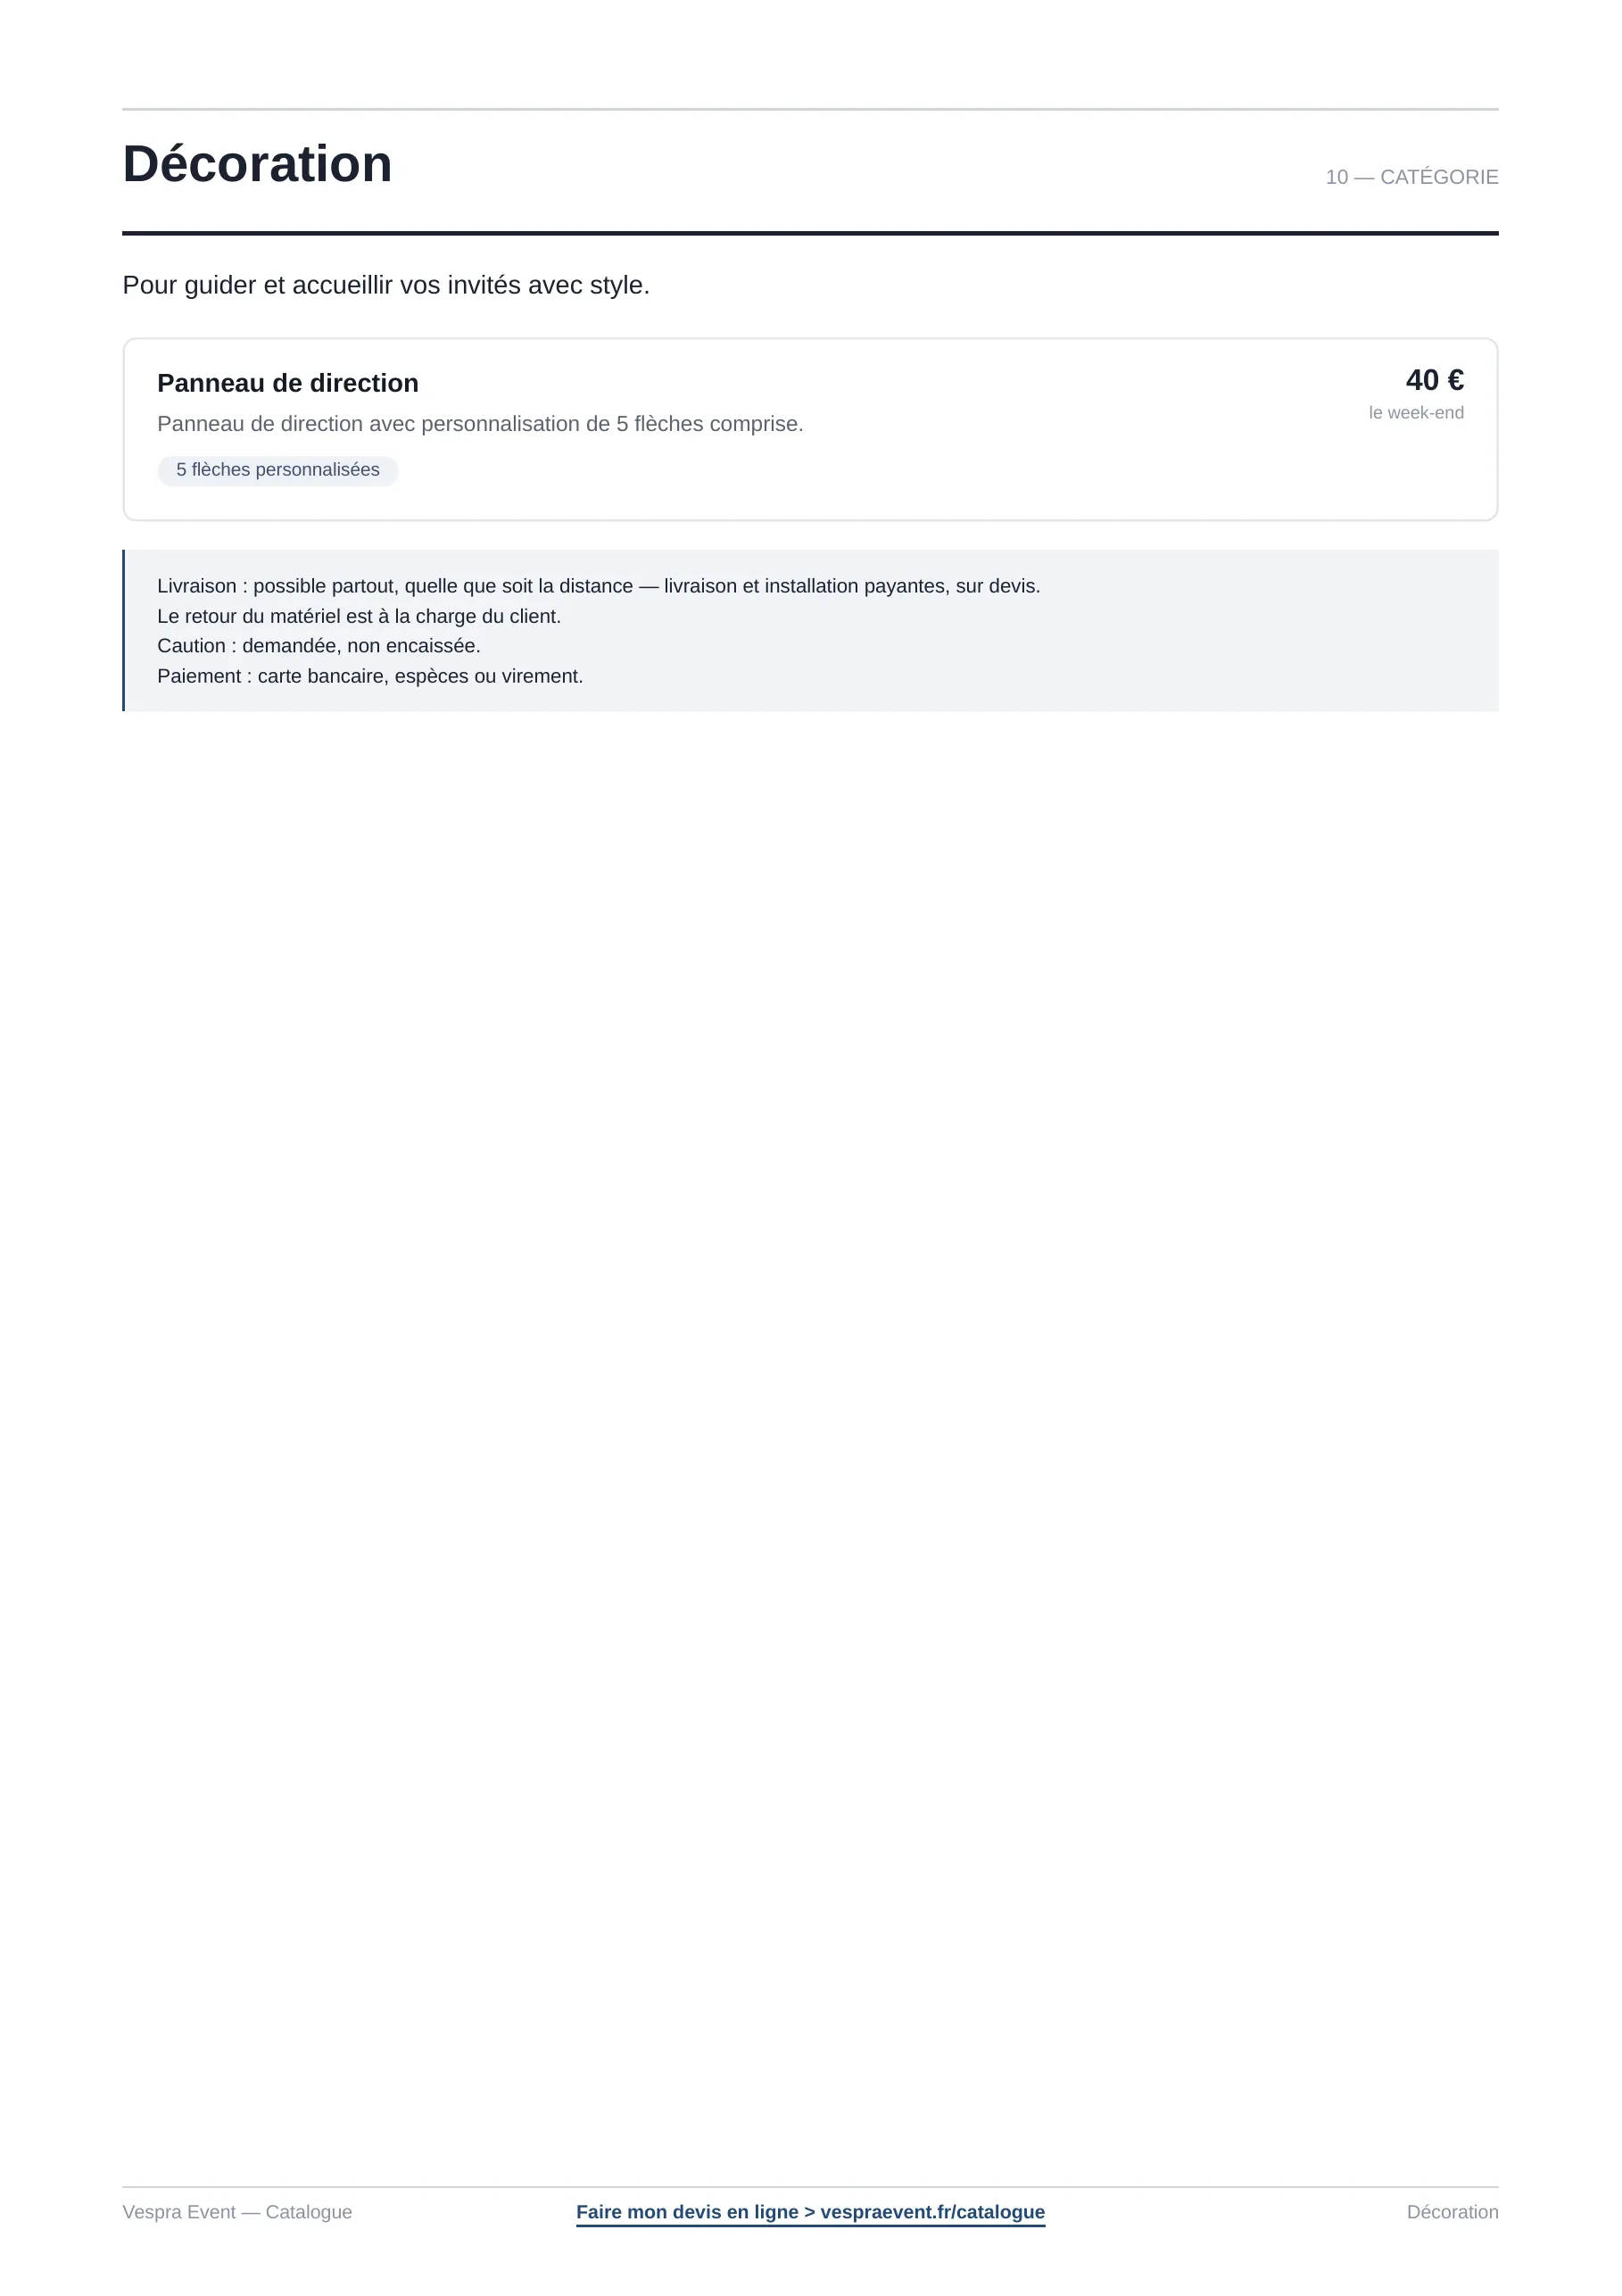 Décoration
10 — CATÉGORIE
Pour guider et accueillir vos invités avec style.
Panneau de direction
40 €
Panneau de direction avec personnalisation de 5 flèches comprise.
le week-end
5 flèches personnalisées
Livraison : possible partout, quelle que soit la distance — livraison et installation payantes, sur devis.
Le retour du matériel est à la charge du client.
Caution : demandée, non encaissée.
Paiement : carte bancaire, espèces ou virement.
Vespra Event — Catalogue
Faire mon devis en ligne > vespraevent.fr/catalogue
Décoration